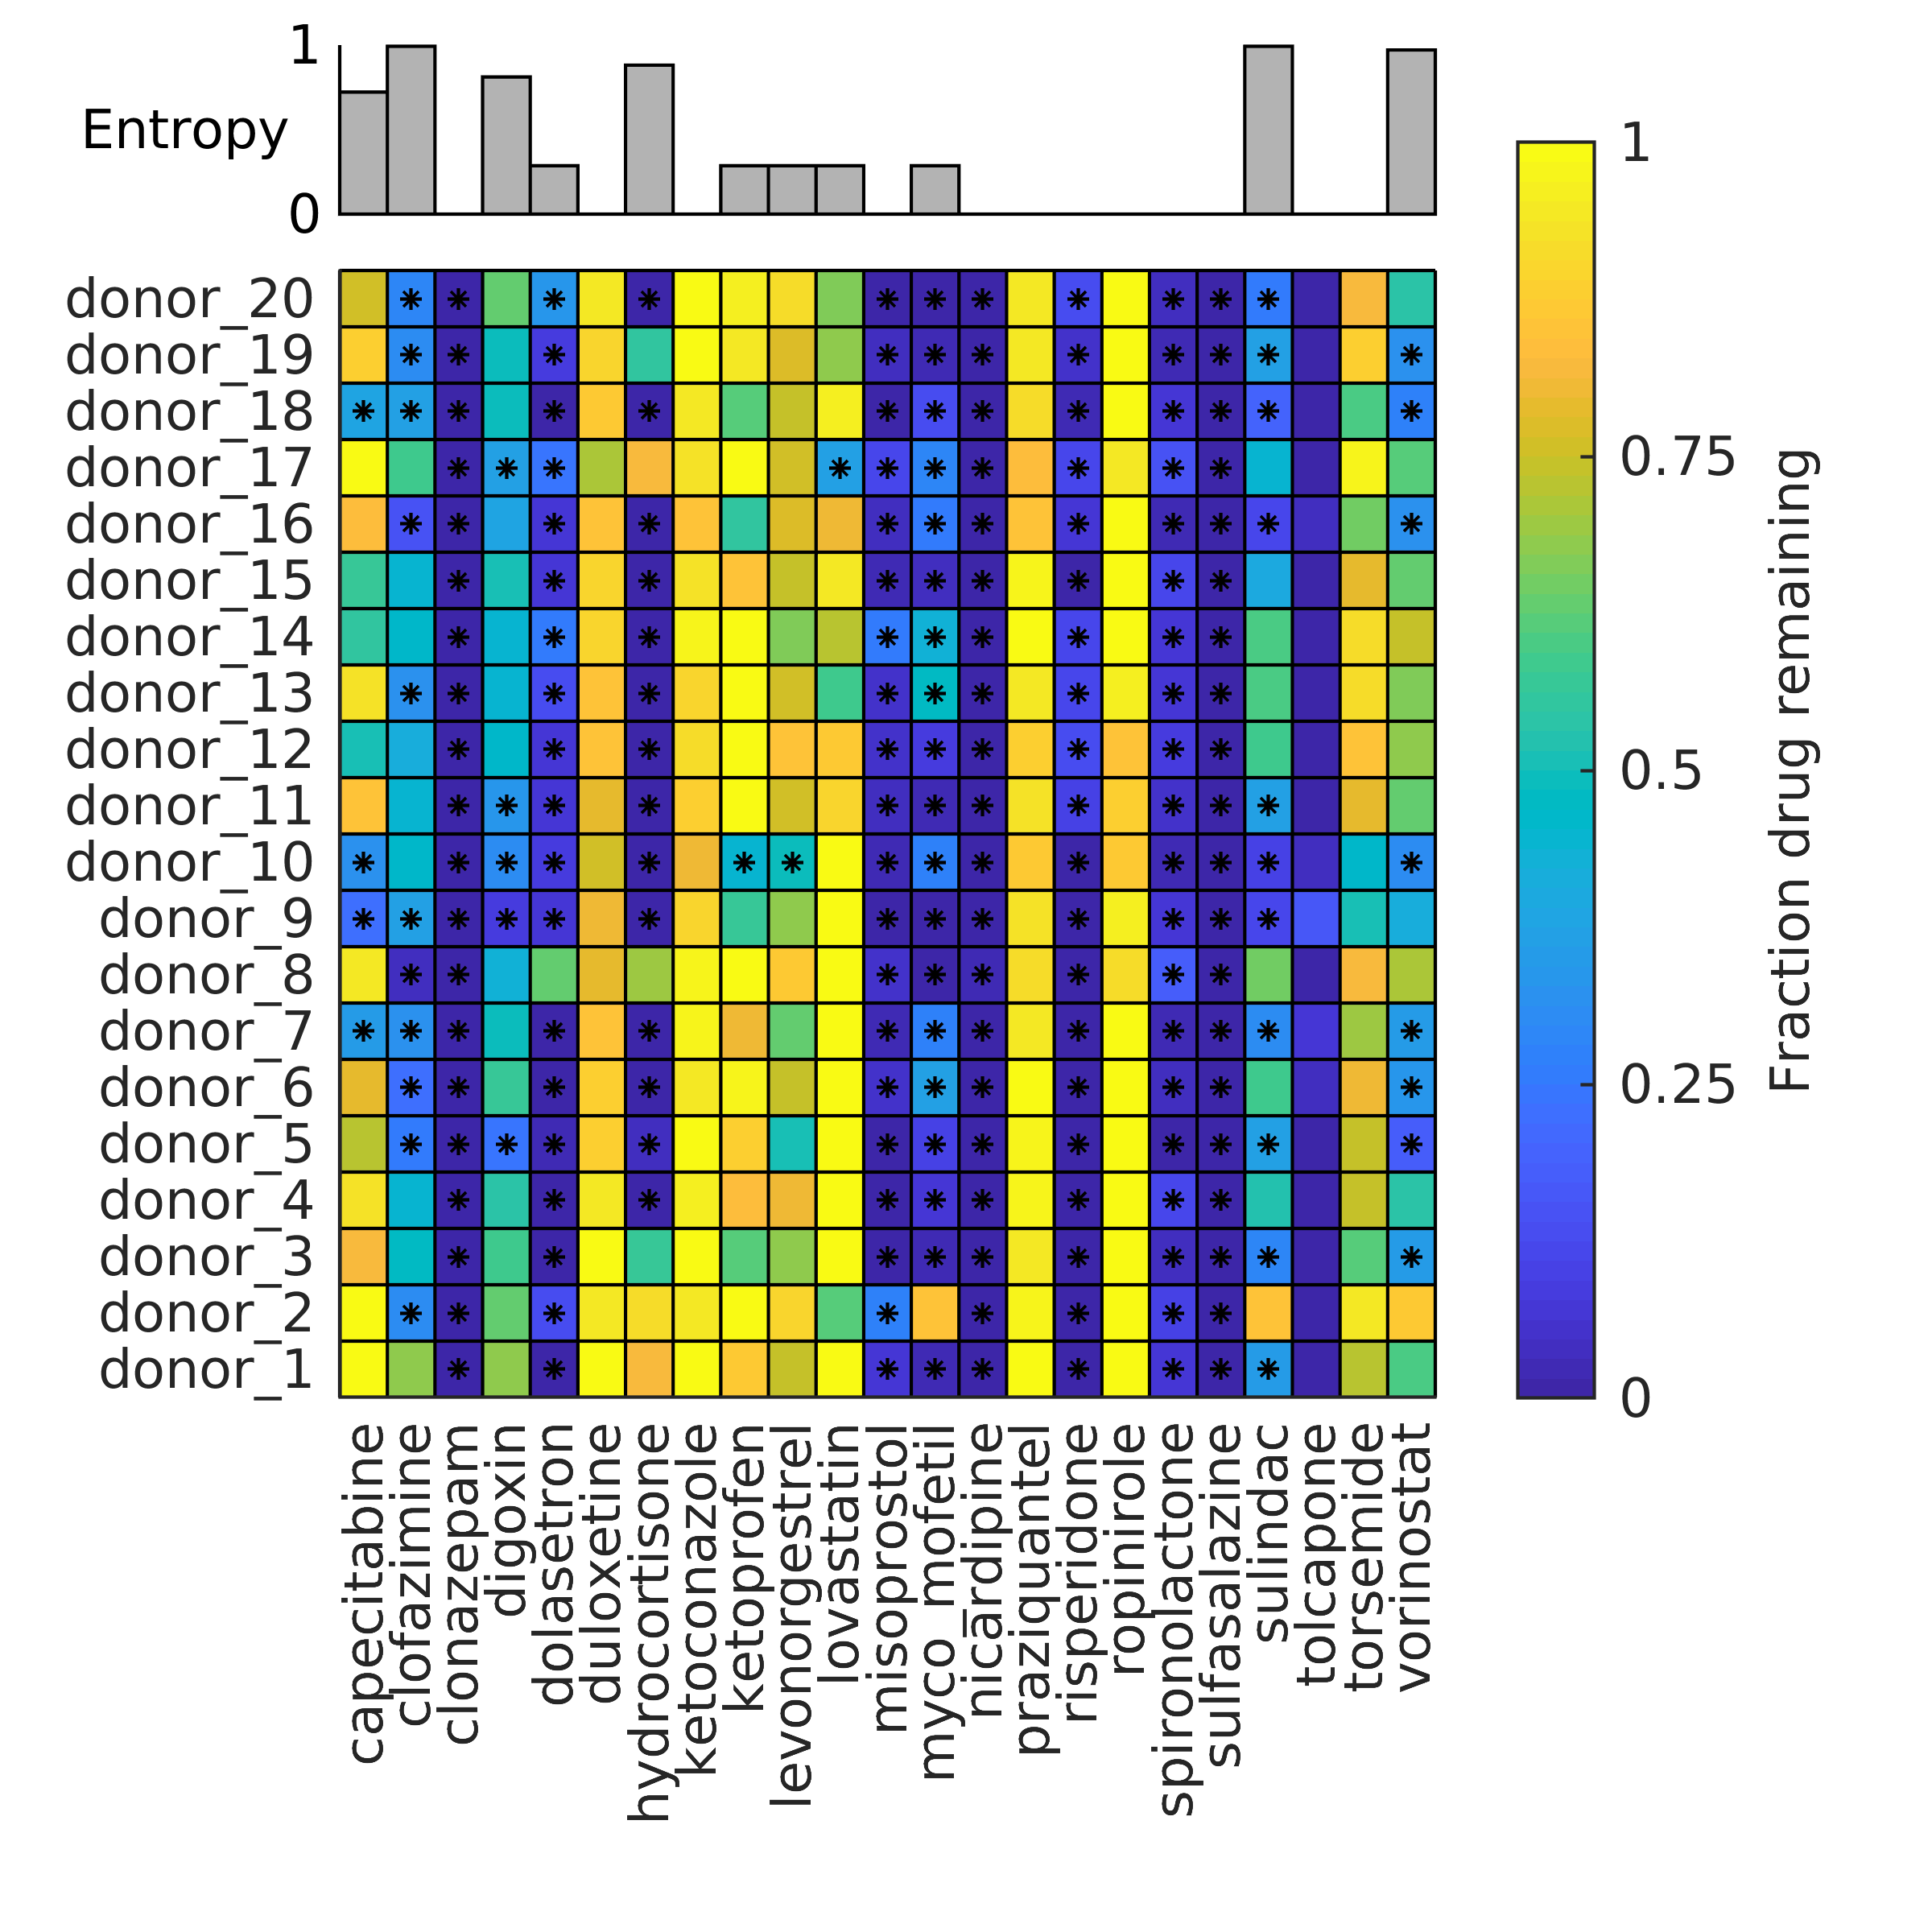 1
Entropy
0
donor_20
donor_19
donor_18
donor_17
donor_16
donor_15
donor_14
donor_13
donor_12
donor_11
donor_10
donor_9
donor_8
donor_7
donor_6
donor_5
donor_4
donor_3
donor_2
donor_1
capecitabine
clofazimine
clonazepam
digoxin
dolasetron
duloxetine
hydrocortisone
ketoconazole
ketoprofen
levonorgestrel
lovastatin
misoprostol
myco_mofetil
nicardipine
praziquantel
risperidone
ropinirole
spironolactone
sulfasalazine
sulindac
tolcapone
torsemide
vorinostat
1
0.75
0.5
0.25
0
Fraction drug remaining